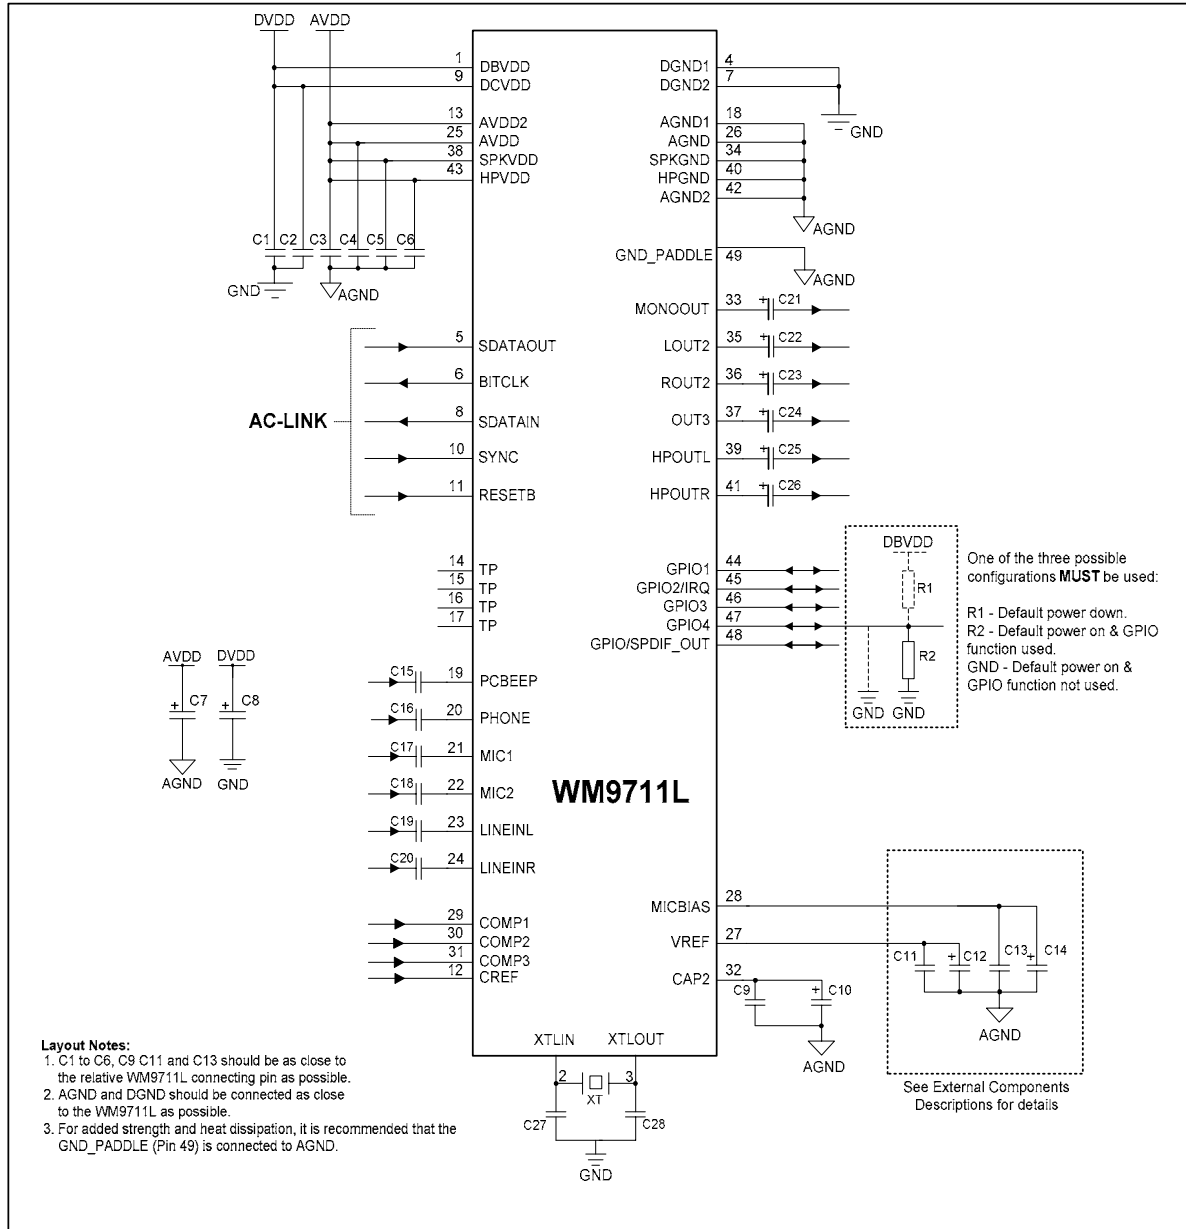 DVDD AVDD
1 DBVDD
9 DCVDD
13 AVDD2
25 AVDD
38 SPKVDD
43 HPVDD
C1 C2 C3 C4 C5 C6
GND AGND
DGND1 4
DGND2 7
GND
AGND1 18
AGND 26
SPKGND 34
HPGND 40
AGND2 42
AGND
GND_PADDLE 49
AGND
AC-LINK
5 SDATAOUT
6 BITCLK
8 SDATAIN
10 SYNC
11 RESETB
MONOOUT 33 + C21
LOUT2 35 + C22
ROUT2 36 + C23
OUT3 37 + C24
HPOUTL 39 + C25
HPOUTR 41 + C26
14 TP
15 TP
16 TP
17 TP
GPIO1 44
GPIO2/IRQ 45
GPIO3 46
GPIO4 47
GPIO/SPDIF_OUT 48
DBVDD
R1
R2
GND GND
One of the three possible
configurations MUST be used:
R1 - Default power down.
R2 - Default power on & GPIO
function used.
GND - Default power on &
GPIO function not used.
AVDD DVDD
+ C7 + C8
AGND GND
C15 19 PCBEEP
C16 20 PHONE
C17 21 MIC1
C18 22 MIC2
C19 23 LINEINL
C20 24 LINEINR
WM9711L
29 COMP1
30 COMP2
31 COMP3
12 CREF
MICBIAS 28
VREF 27
CAP2 32
C9 + C10
AGND
C11 + C12 C13 + C14
AGND
See External Components
Descriptions for details
XTLIN XTLOUT
2 3
XT
C27 C28
GND
Layout Notes:
1. C1 to C6, C9 C11 and C13 should be as close to
the relative WM9711L connecting pin as possible.
2. AGND and DGND should be connected as close
to the WM9711L as possible.
3. For added strength and heat dissipation, it is recommended that the
GND_PADDLE (Pin 49) is connected to AGND.